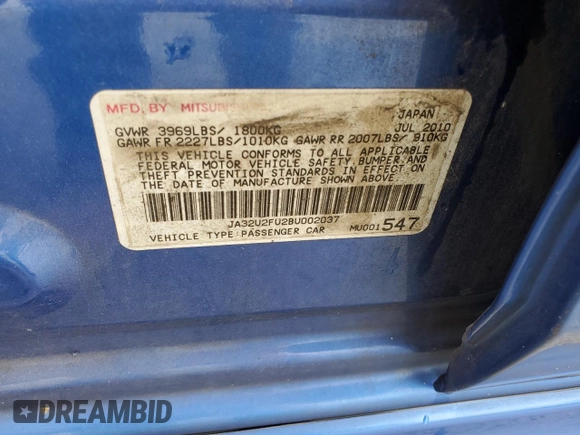 MFD. BY MITSUBIS
JAPAN
GVWR 3969LBS/ 1800KG JUL 2010
GAWR FR 2227LBS/1010KG GAWR RR 2007LBS/ 910KG
THIS VEHICLE CONFORMS TO ALL APPLICABLE
FEDERAL MOTOR VEHICLE SAFETY, BUMPER, AND
THEFT PREVENTION STANDARDS IN EFFECT ON
THE DATE OF MANUFACTURE SHOWN ABOVE.
JA32U2FU2BU002037
VEHICLE TYPE: PASSENGER CAR MU001547
DREAMBID